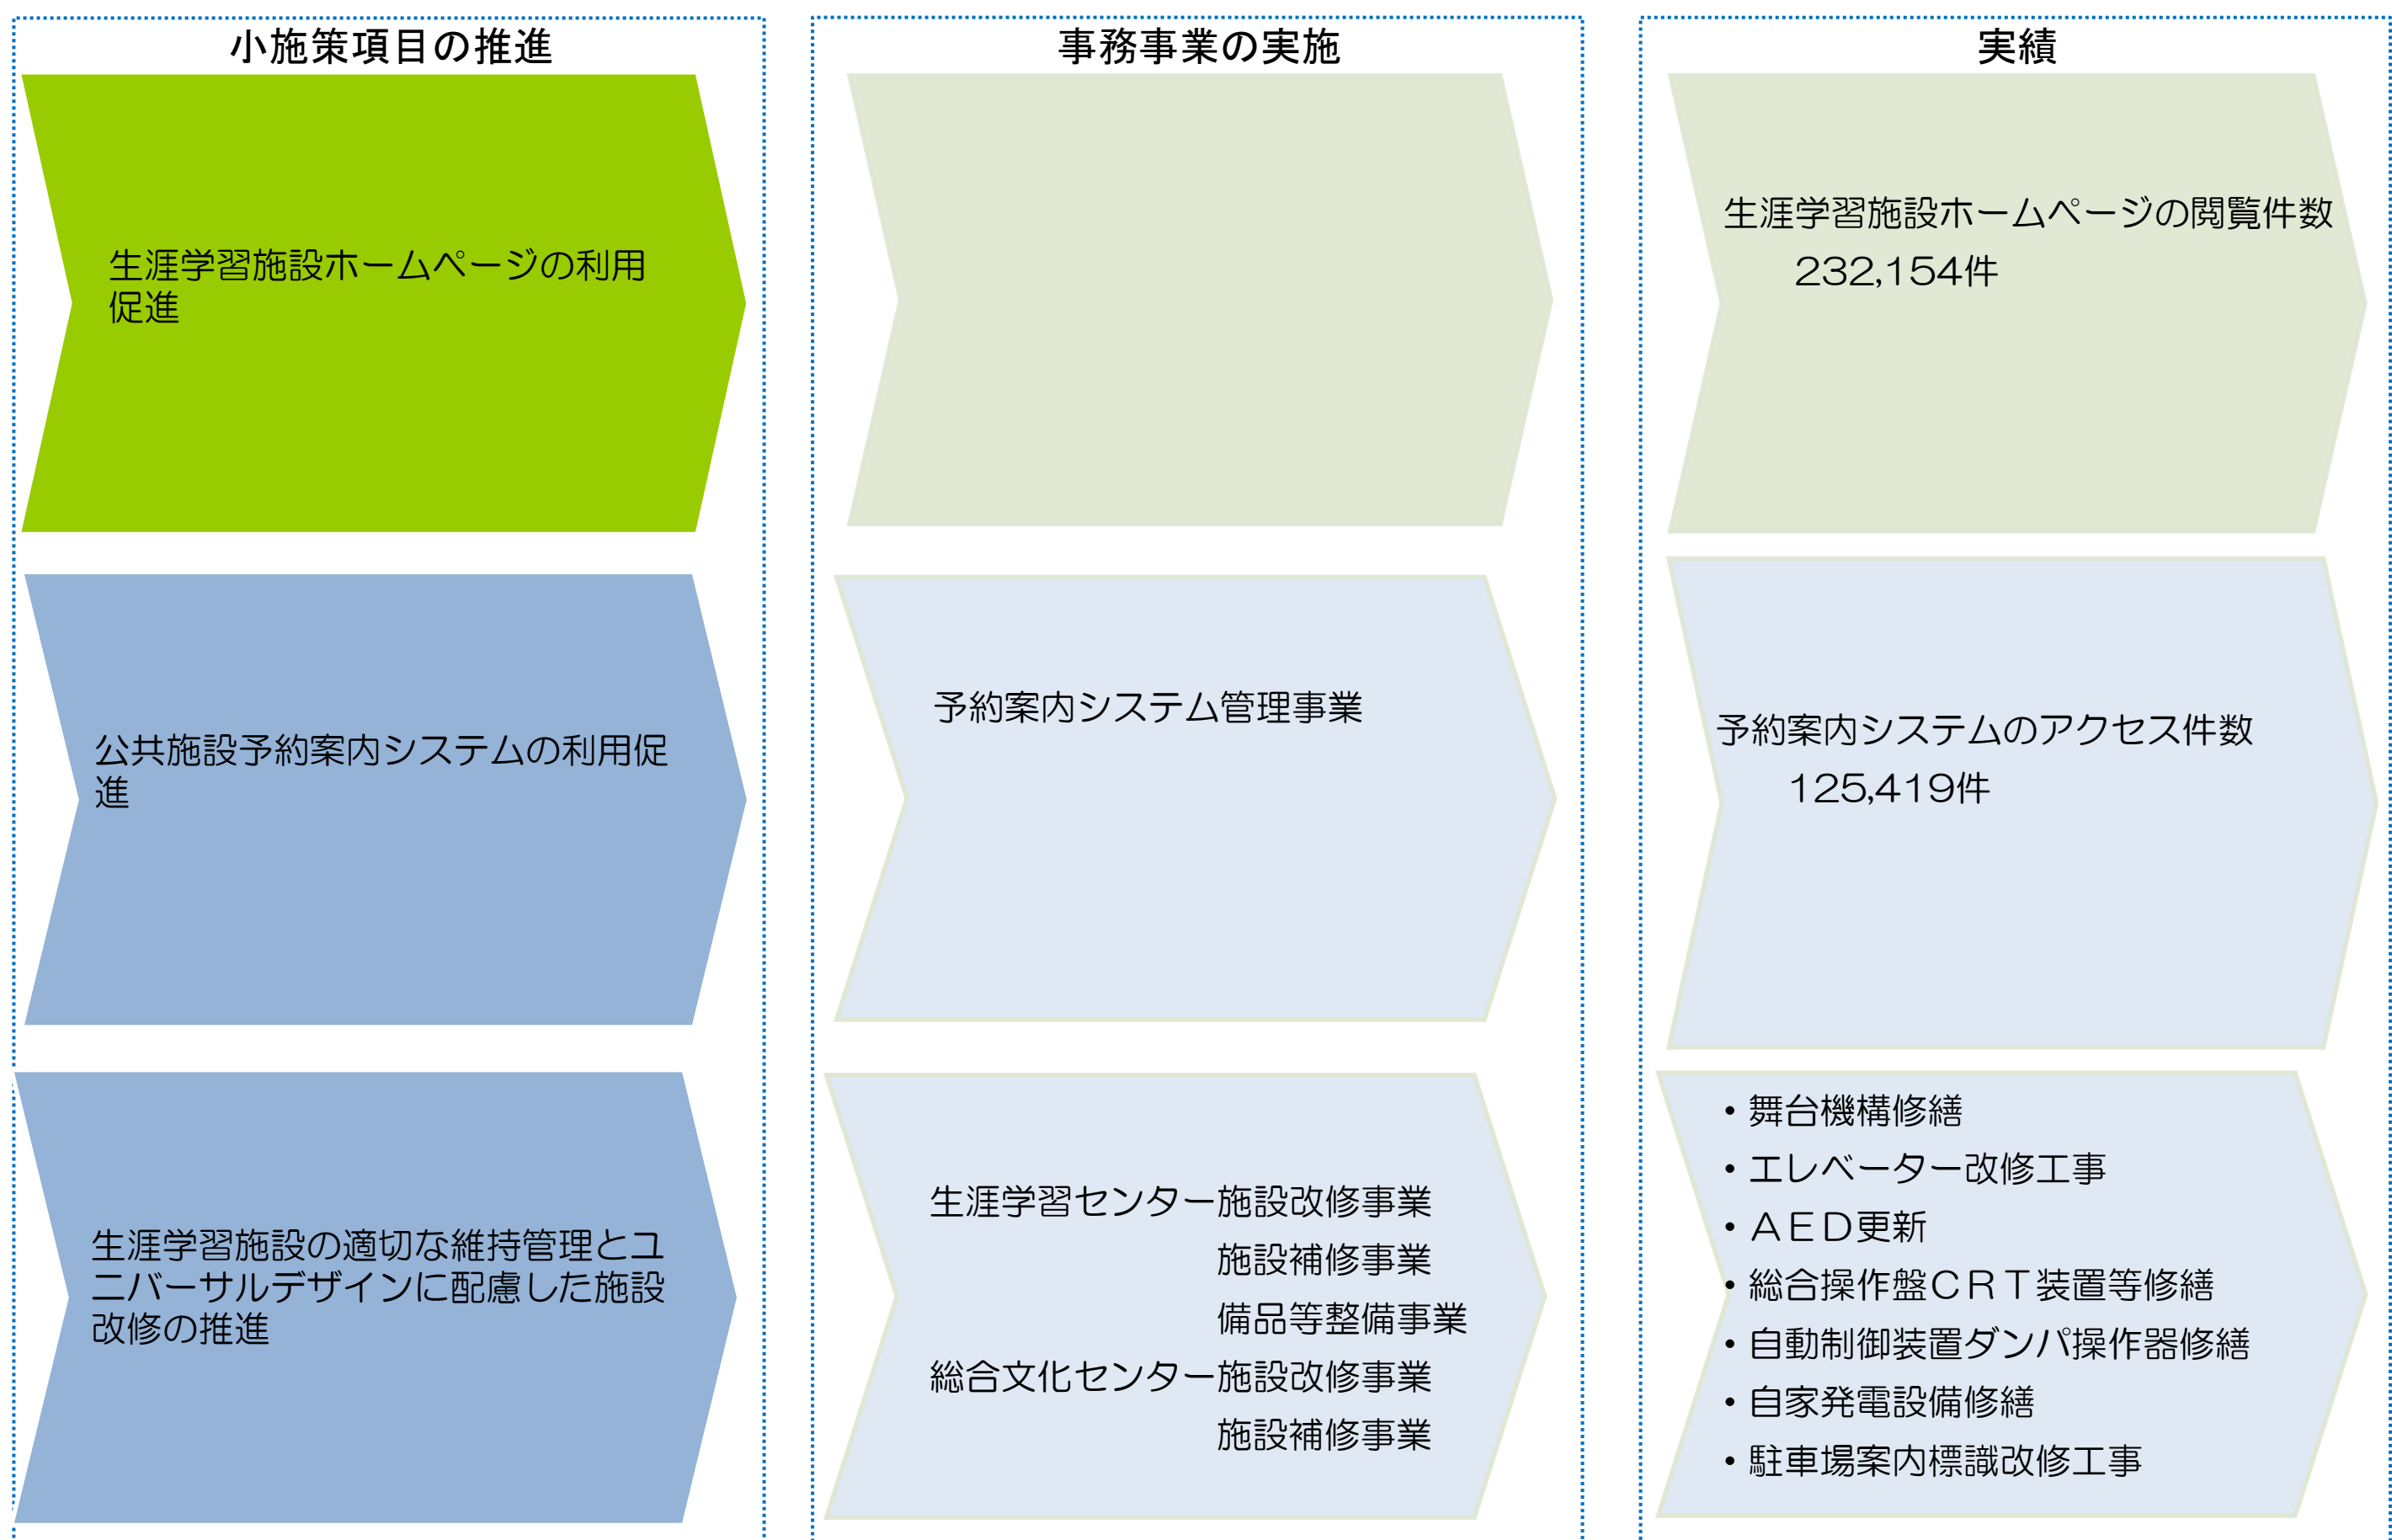 小施策項目の推進
事務事業の実施
実績
生涯学習施設ホームページの利用
促進
生涯学習施設ホームページの閲覧件数
232,154件
公共施設予約案内システムの利用促
進
予約案内システム管理事業
予約案内システムのアクセス件数
125,419件
生涯学習施設の適切な維持管理とユ
ニバーサルデザインに配慮した施設
改修の推進
生涯学習センター施設改修事業
施設補修事業
備品等整備事業
総合文化センター施設改修事業
施設補修事業
・舞台機構修繕
・エレベーター改修工事
・ＡＥＤ更新
・総合操作盤ＣＲＴ装置等修繕
・自動制御装置ダンパ操作器修繕
・自家発電設備修繕
・駐車場案内標識改修工事